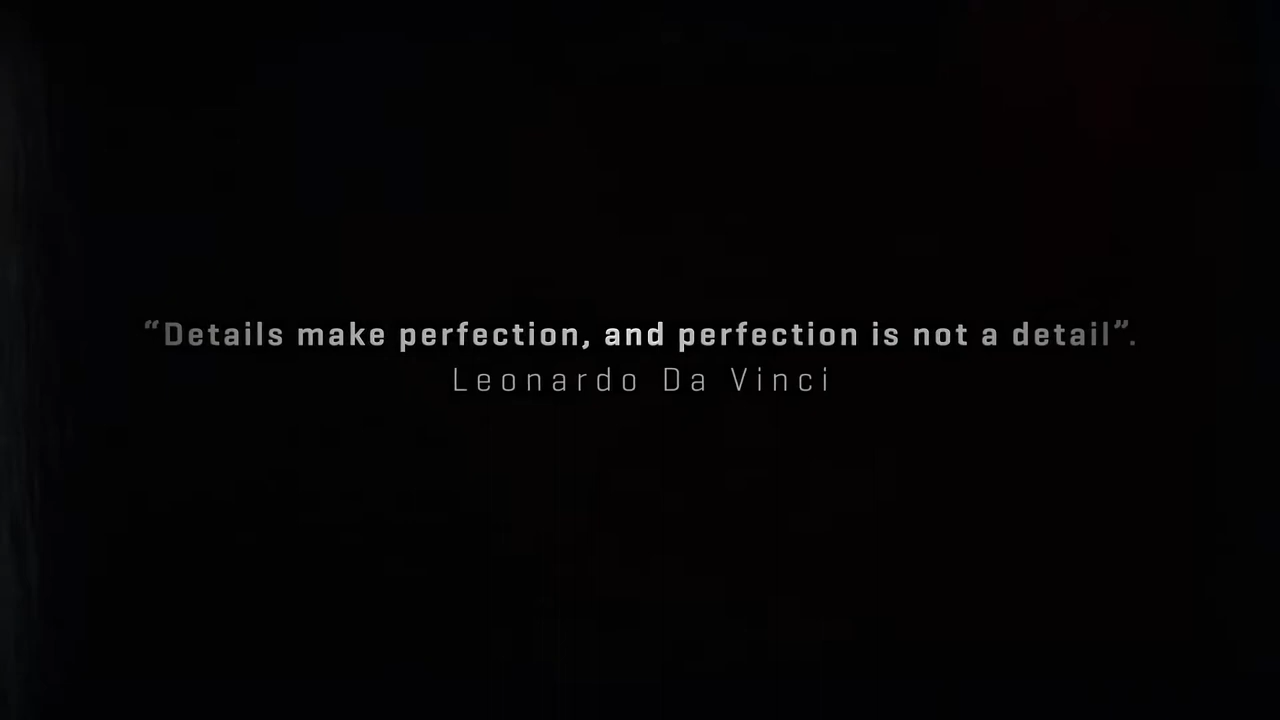 “Details make perfection, and perfection is not a detail”.
Leonardo Da Vinci